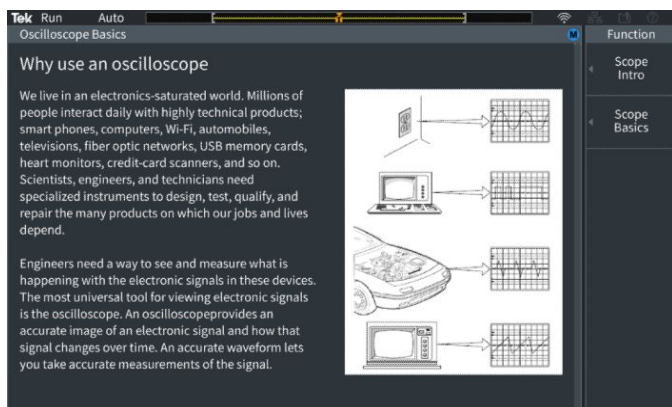 Tek Run Auto
Oscilloscope Basics
M
Function
Why use an oscilloscope
Scope
Intro
Scope
Basics
We live in an electronics-saturated world. Millions of
people interact daily with highly technical products;
smart phones, computers, Wi-Fi, automobiles,
televisions, fiber optic networks, USB memory cards,
heart monitors, credit-card scanners, and so on.
Scientists, engineers, and technicians need
specialized instruments to design, test, qualify, and
repair the many products on which our jobs and lives
depend.
Engineers need a way to see and measure what is
happening with the electronic signals in these devices.
The most universal tool for viewing electronic signals
is the oscilloscope. An oscilloscopeprovides an
accurate image of an electronic signal and how that
signal changes over time. An accurate waveform lets
you take accurate measurements of the signal.